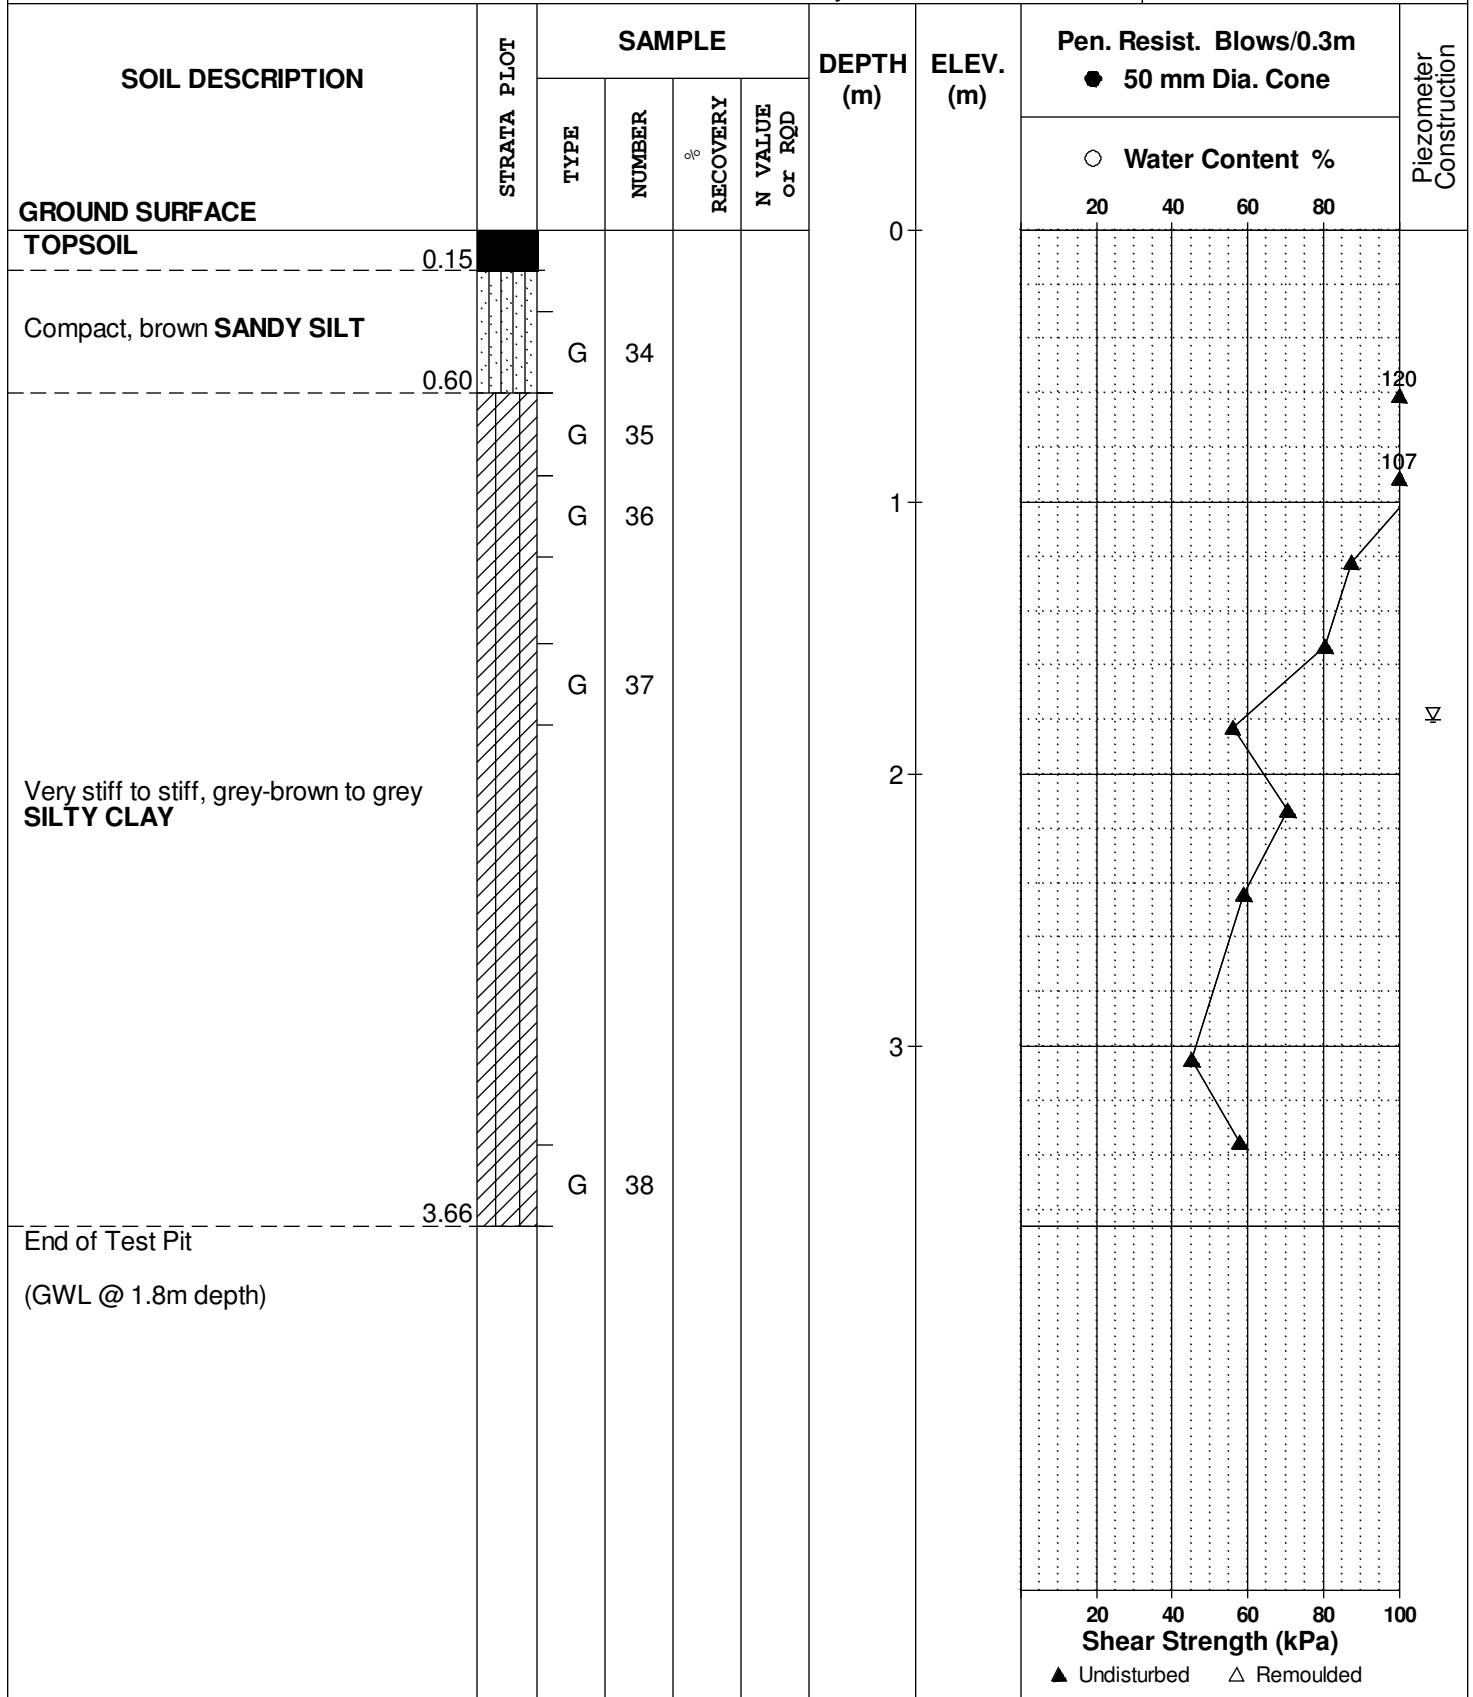 SOIL DESCRIPTION
STRATA PLOT
SAMPLE
TYPE
NUMBER
%
RECOVERY
N VALUE
or RQD
DEPTH
(m)
ELEV.
(m)
Pen. Resist. Blows/0.3m
● 50 mm Dia. Cone
○ Water Content %
Piezometer
Construction
20 40 60 80
GROUND SURFACE
TOPSOIL
0.15
0
Compact, brown SANDY SILT
G 34
0.60
120
G 35
107
1
G 36
G 37
2
Very stiff to stiff, grey-brown to grey
SILTY CLAY
3
G 38
3.66
End of Test Pit
(GWL @ 1.8m depth)
20 40 60 80 100
Shear Strength (kPa)
▲ Undisturbed △ Remoulded